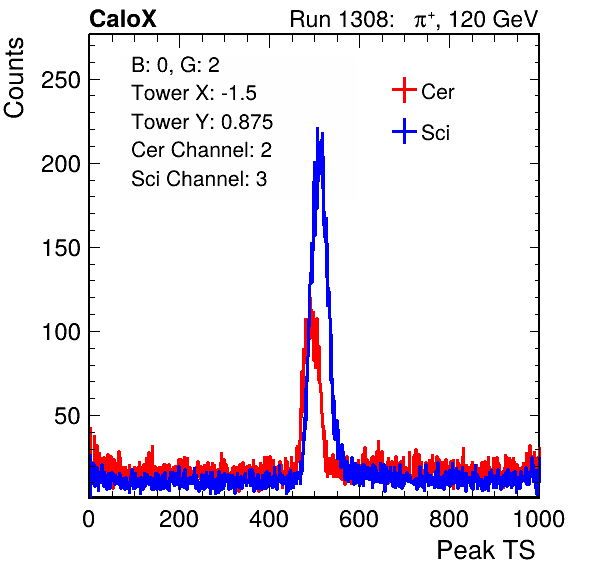 CaloX Run 1308: π⁺, 120 GeV
B: 0, G: 2
Tower X: -1.5
Tower Y: 0.875
Cer Channel: 2
Sci Channel: 3
Cer
Sci
Counts
250
200
150
100
50
0 200 400 600 800 1000
Peak TS